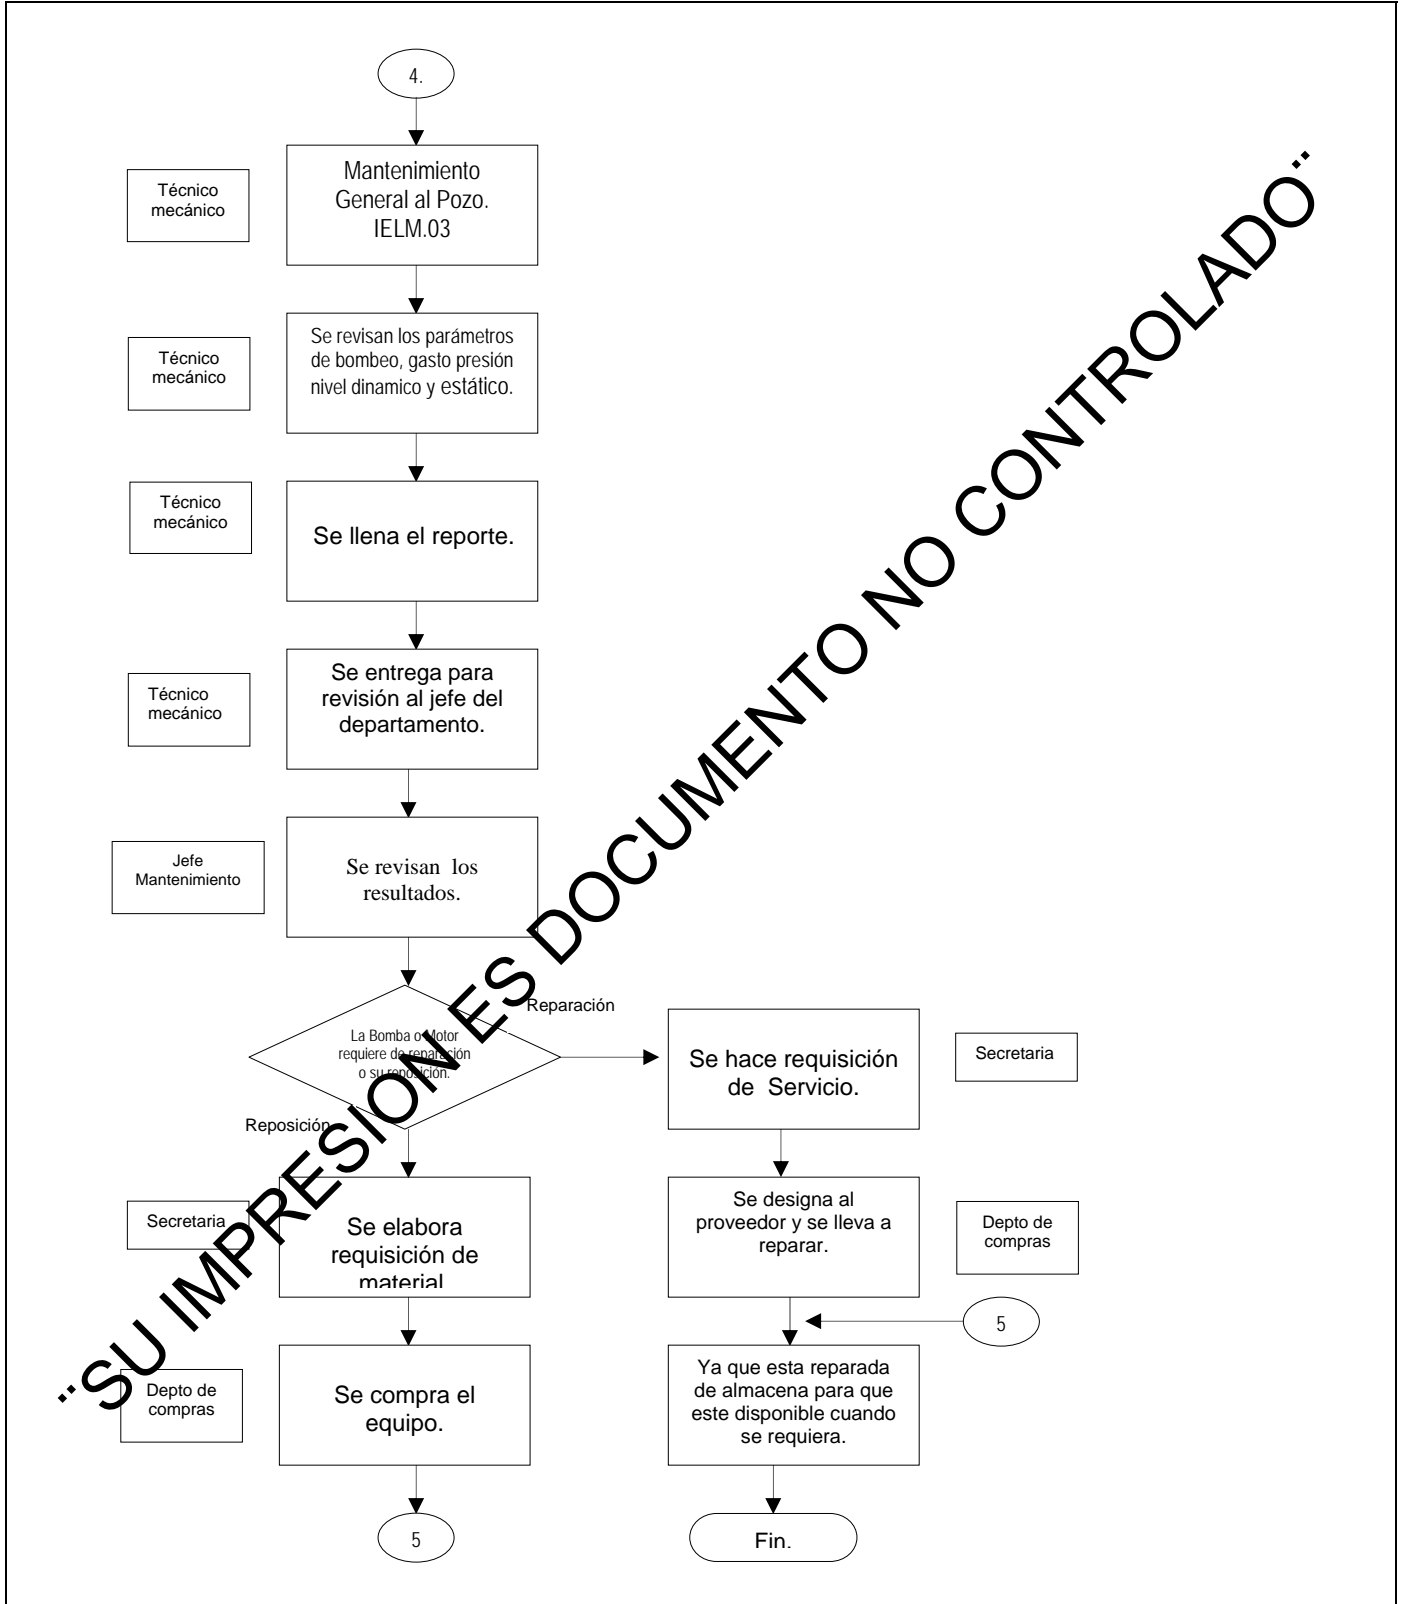 4.
Técnico
mecánico
Mantenimiento
General al Pozo.
IELM.03
Técnico
mecánico
Se revisan los parámetros
de bombeo, gasto presión
nivel dinamico y estático.
Técnico
mecánico
Se llena el reporte.
Técnico
mecánico
Se entrega para
revisión al jefe del
departamento.
Jefe
Mantenimiento
Se revisan los
resultados.
La Bomba o Motor
requiere de reparación
o su reposición.
Reparación
Se hace requisición
de Servicio.
Secretaria
Reposición
Secretaria
Se elabora
requisición de
material
Se designa al
proveedor y se lleva a
reparar.
Depto de
compras
5
Depto de
compras
Se compra el
equipo.
Ya que esta reparada
de almacena para que
este disponible cuando
se requiera.
5
Fin.
¨SU IMPRESION ES DOCUMENTO NO CONTROLADO¨